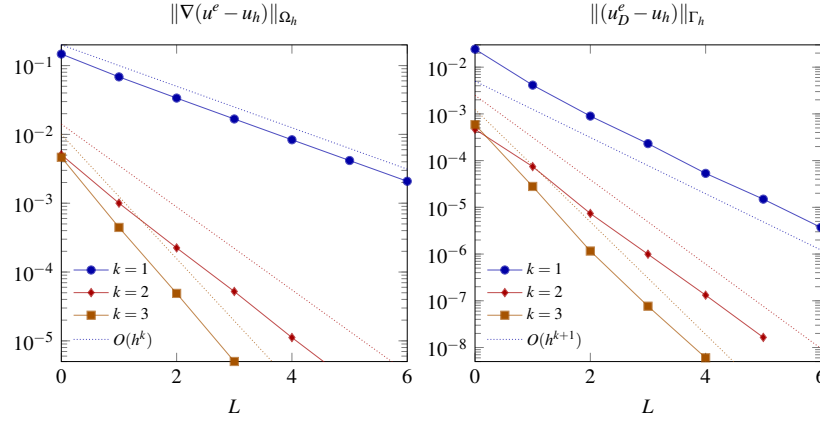 ‖∇(u^e − u_h)‖_{Ω_h}
10^{-1}
10^{-2}
10^{-3}
10^{-4}
10^{-5}
k = 1
k = 2
k = 3
O(h^k)
0 2 4 6
L
‖(u_D^e − u_h)‖_{Γ_h}
10^{-2}
10^{-3}
10^{-4}
10^{-5}
10^{-6}
10^{-7}
10^{-8}
k = 1
k = 2
k = 3
O(h^{k+1})
0 2 4 6
L